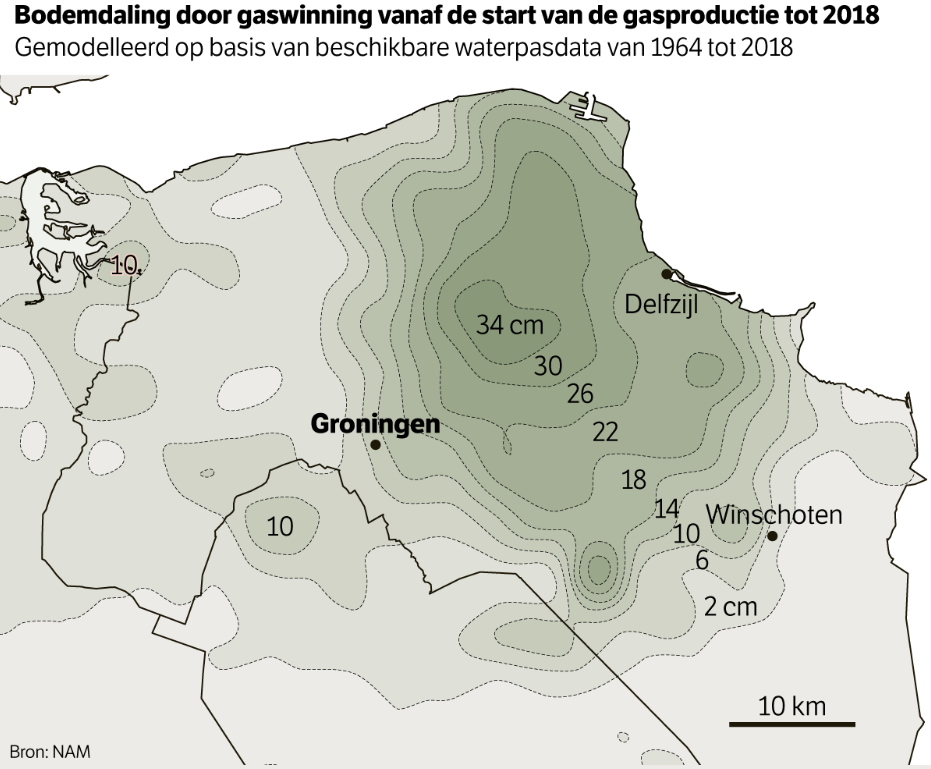 Bodemdaling door gaswinning vanaf de start van de gasproductie tot 2018
Gemodelleerd op basis van beschikbare waterpasdata van 1964 tot 2018
10
Delfzijl
34 cm
30
26
Groningen
22
18
14
Winschoten
10
10
6
2 cm
10 km
Bron: NAM